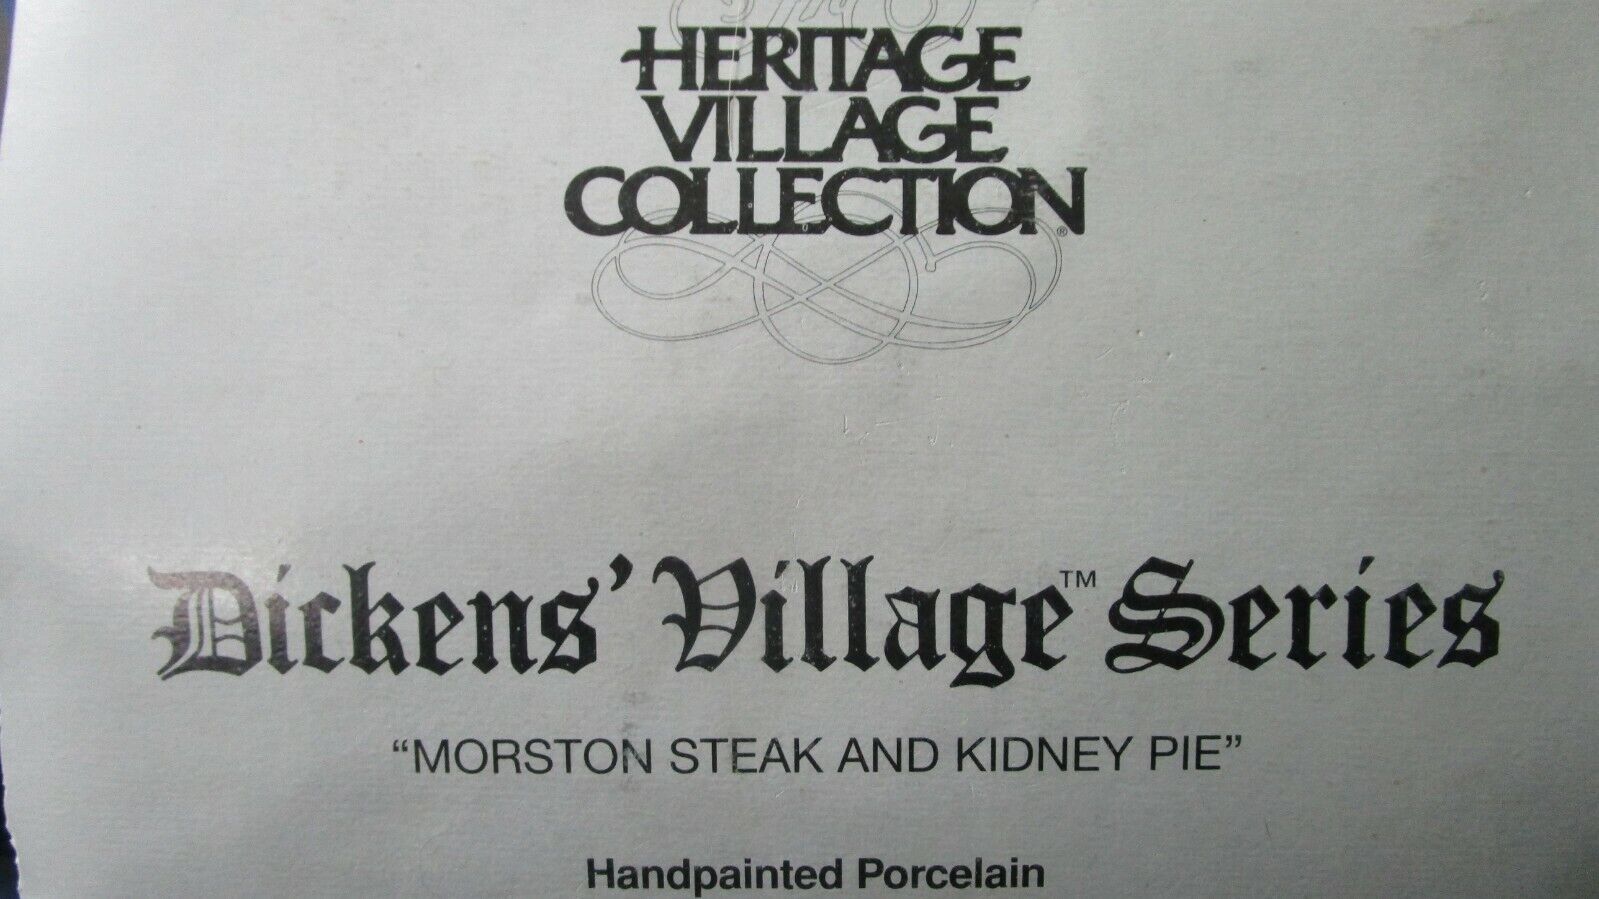 HERITAGE
VILLAGE
COLLECTION®
Dickens' Village™ Series
“MORSTON STEAK AND KIDNEY PIE”
Handpainted Porcelain